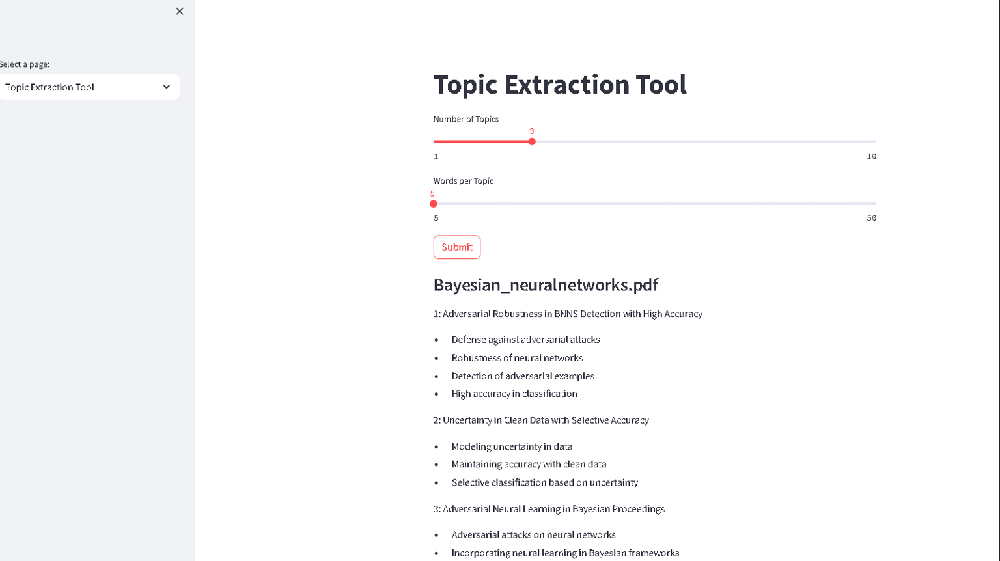 Select a page:
Topic Extraction Tool
Topic Extraction Tool
Number of Topics
3
1 10
Words per Topic
5
5 50
Submit
Bayesian_neuralnetworks.pdf
1: Adversarial Robustness in BNNS Detection with High Accuracy
• Defense against adversarial attacks
• Robustness of neural networks
• Detection of adversarial examples
• High accuracy in classification
2: Uncertainty in Clean Data with Selective Accuracy
• Modeling uncertainty in data
• Maintaining accuracy with clean data
• Selective classification based on uncertainty
3: Adversarial Neural Learning in Bayesian Proceedings
• Adversarial attacks on neural networks
• Incorporating neural learning in Bayesian frameworks